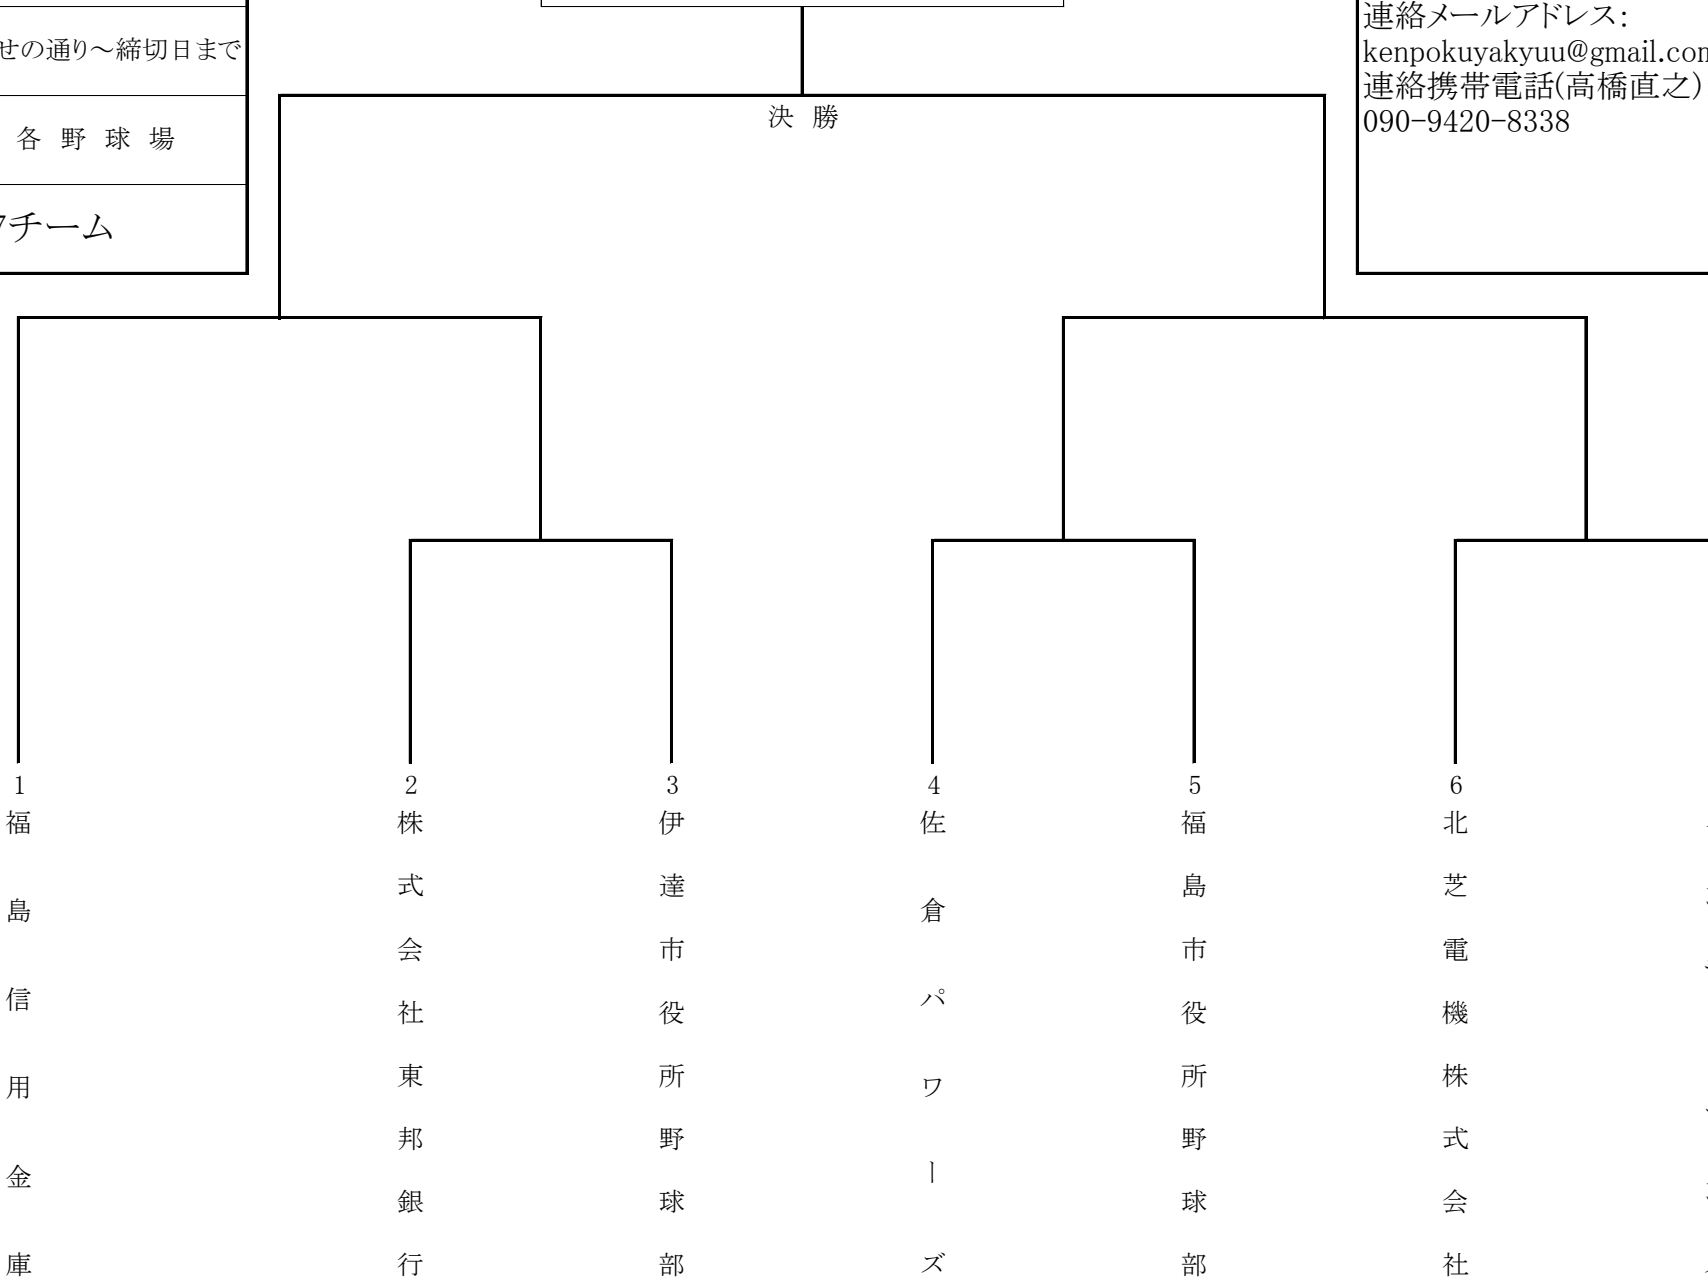 せの通り～締切日まで
各野球場
7チーム
連絡メールアドレス:
kenpokuyakyuu@gmail.com
連絡携帯電話(高橋直之)
090-9420-8338
決勝
1
福島信用金庫
2
株式会社東邦銀行
3
伊達市役所野球部
4
佐倉パワーズ
5
福島市役所野球部
6
北芝電機株式会社